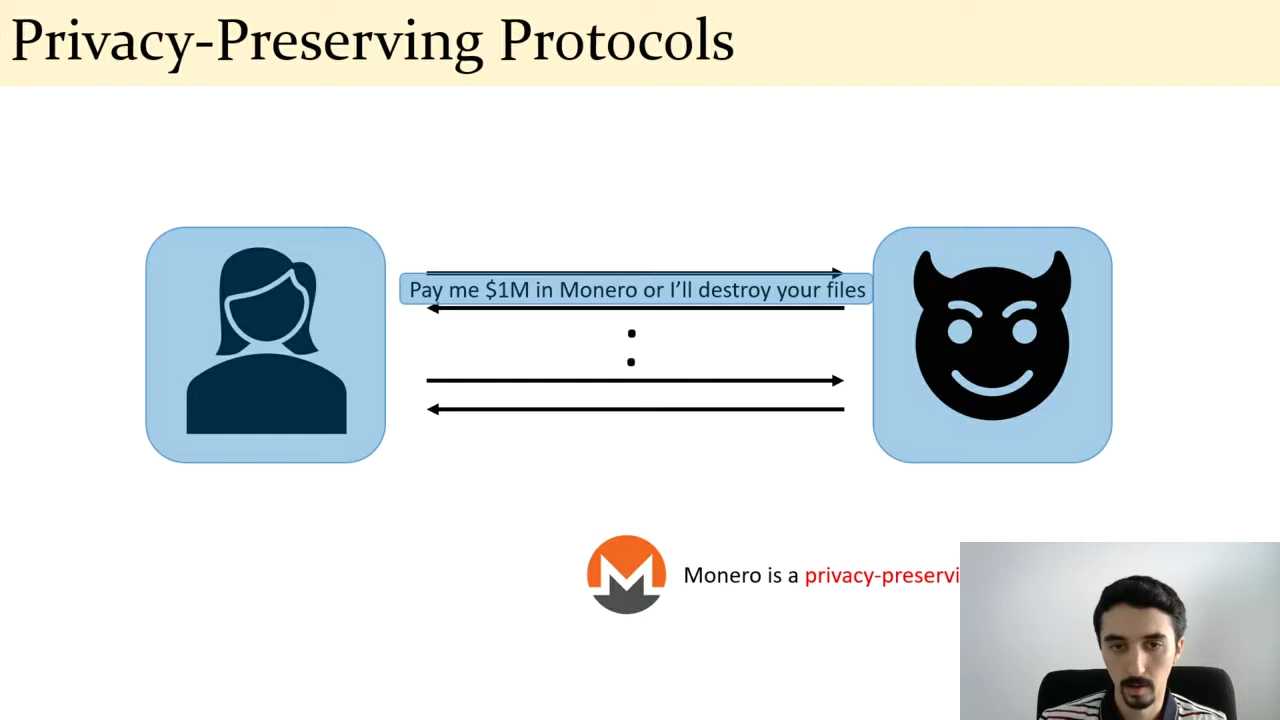 Privacy-Preserving Protocols
Pay me $1M in Monero or I'll destroy your files
Monero is a privacy-preservi